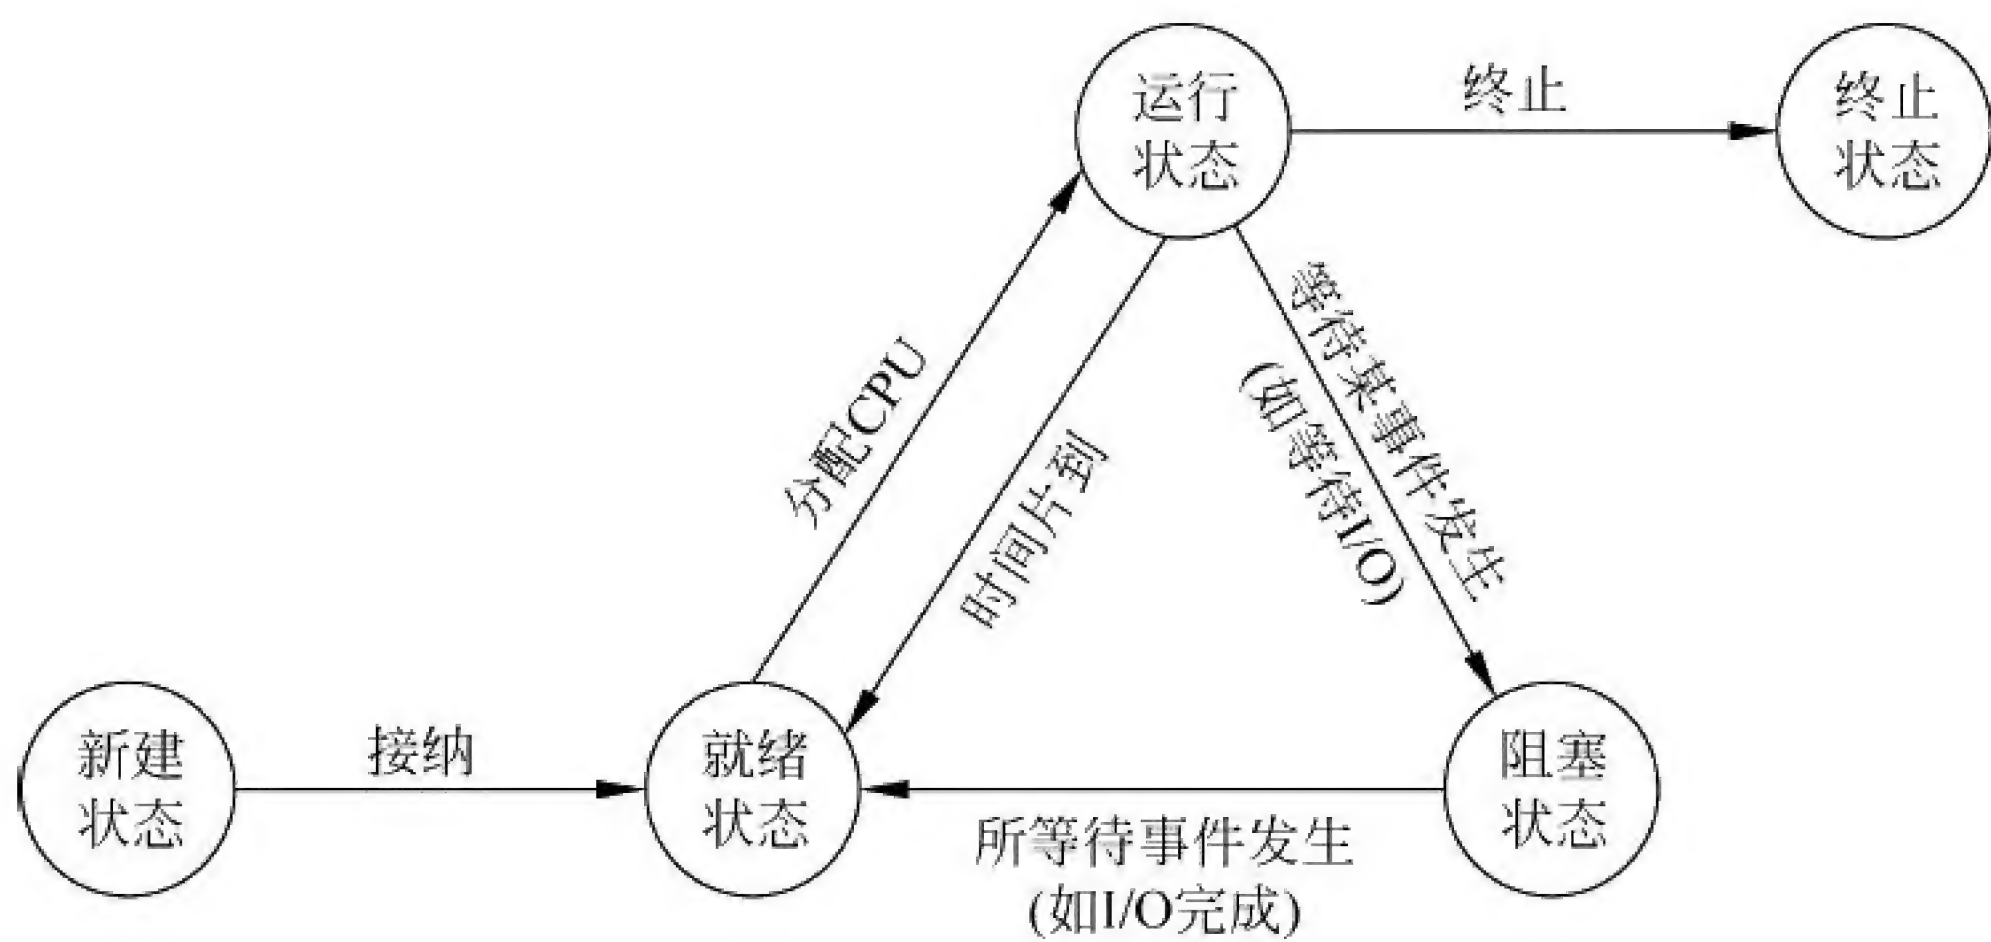 运行
状态
终止
终止
状态
分配CPU
时间片到
等待某事件发生
(如等待I/O)
新建
状态
接纳
就绪
状态
所等待事件发生
(如I/O完成)
阻塞
状态